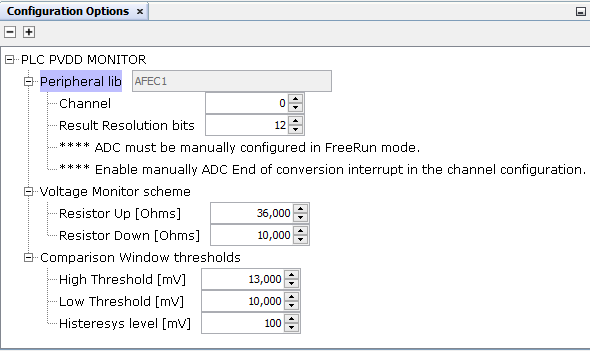 Configuration Options ×
PLC PVDD MONITOR
Peripheral lib AFEC1
Channel 0
Result Resolution bits 12
**** ADC must be manually configured in FreeRun mode.
**** Enable manually ADC End of conversion interrupt in the channel configuration.
Voltage Monitor scheme
Resistor Up [Ohms] 36,000
Resistor Down [Ohms] 10,000
Comparison Window thresholds
High Threshold [mV] 13,000
Low Threshold [mV] 10,000
Histeresys level [mV] 100